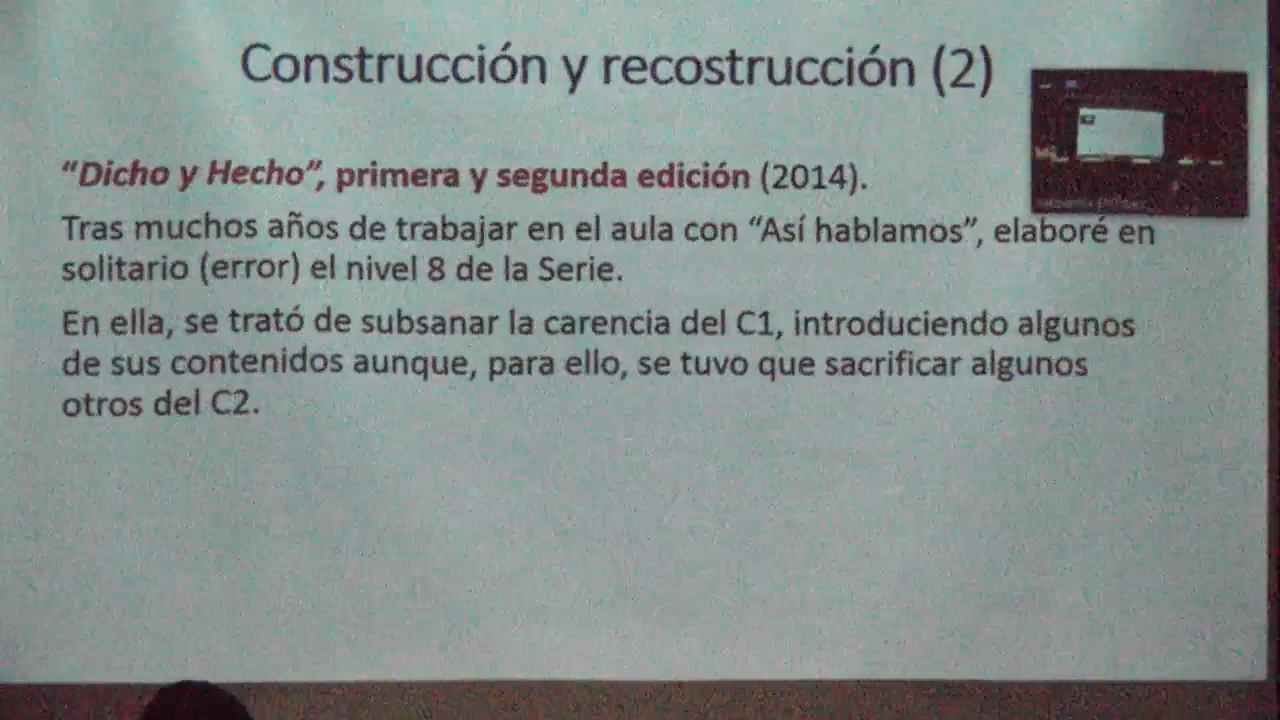 Construcción y recostrucción (2)
“Dicho y Hecho”, primera y segunda edición (2014).
Tras muchos años de trabajar en el aula con “Así hablamos”, elaboré en
solitario (error) el nivel 8 de la Serie.
En ella, se trató de subsanar la carencia del C1, introduciendo algunos
de sus contenidos aunque, para ello, se tuvo que sacrificar algunos
otros del C2.